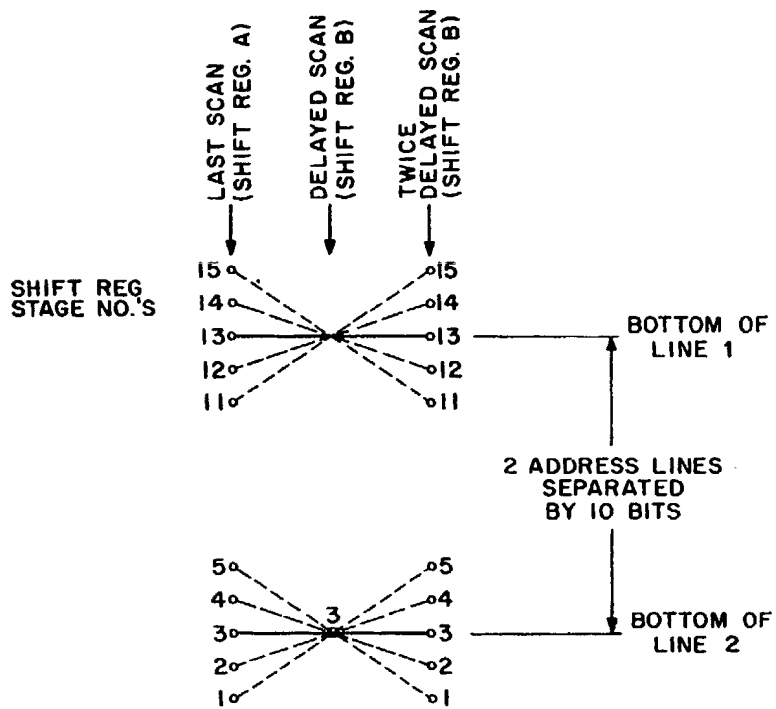 LAST SCAN
(SHIFT REG. A)
DELAYED SCAN
(SHIFT REG. B)
TWICE
DELAYED SCAN
(SHIFT REG. B)
SHIFT REG
STAGE NO.'S
15
14
13
12
11
15
14
13
12
11
BOTTOM OF
LINE 1
2 ADDRESS LINES
SEPARATED
BY 10 BITS
5
4
3
2
1
3
5
4
3
2
1
BOTTOM OF
LINE 2